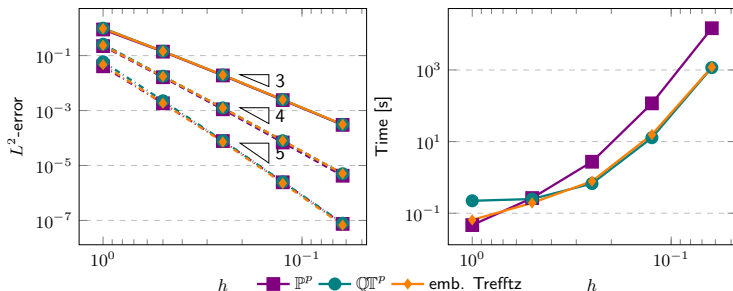 10⁻¹
10⁻³
10⁻⁵
10⁻⁷
L²-error
3
4
5
10⁰
10⁻¹
h
10³
10¹
10⁻¹
Time [s]
10⁰
10⁻¹
h
ℙᵖ
ℚ𝕋ᵖ
emb. Trefftz